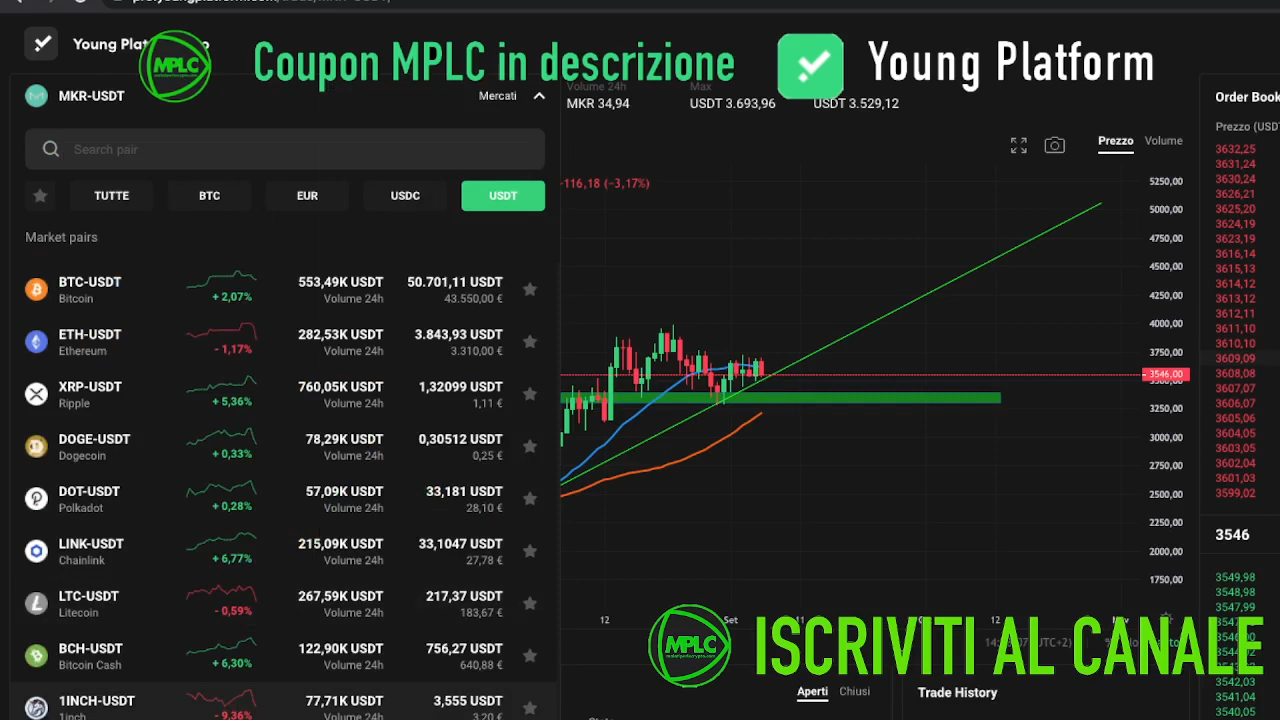 Young Pla
MPLC
Coupon MPLC in descrizione
Young Platform
MKR-USDT
Mercati
Volume 24h
MKR 34,94
Max
USDT 3.693,96
USDT 3.529,12
Order Book
Search pair
Prezzo
Volume
Prezzo (USDT
TUTTE
BTC
EUR
USDC
USDT
-116,18 (−3,17%)
Market pairs
BTC-USDT
Bitcoin
+ 2,07%
553,49K USDT
Volume 24h
50.701,11 USDT
43.550,00 €
ETH-USDT
Ethereum
- 1,17%
282,53K USDT
Volume 24h
3.843,93 USDT
3.310,00 €
XRP-USDT
Ripple
+ 5,36%
760,05K USDT
Volume 24h
1,32099 USDT
1,11 €
DOGE-USDT
Dogecoin
+ 0,33%
78,29K USDT
Volume 24h
0,30512 USDT
0,25 €
DOT-USDT
Polkadot
+ 0,28%
57,09K USDT
Volume 24h
33,181 USDT
28,10 €
LINK-USDT
Chainlink
+ 6,77%
215,09K USDT
Volume 24h
33,1047 USDT
27,78 €
LTC-USDT
Litecoin
- 0,59%
267,59K USDT
Volume 24h
217,37 USDT
183,67 €
BCH-USDT
Bitcoin Cash
+ 6,30%
122,90K USDT
Volume 24h
756,27 USDT
640,88 €
1INCH-USDT
1inch
- 9,36%
77,71K USDT
Volume 24h
3,555 USDT
3,20 €
5250,00
5000,00
4750,00
4500,00
4250,00
4000,00
3750,00
3546,00
3250,00
3000,00
2750,00
2500,00
2250,00
2000,00
1750,00
12
Set
11
12
3632,25
3631,24
3630,24
3626,21
3625,20
3624,19
3623,19
3616,14
3615,13
3614,12
3613,12
3612,11
3611,10
3610,10
3609,09
3608,08
3607,07
3606,07
3605,06
3604,05
3603,05
3602,04
3601,03
3599,02
3546
3549,98
3548,98
3547,99
3542,03
3541,04
3540,05
MPLC
ISCRIVITI AL CANALE
Aperti
Chiusi
Trade History